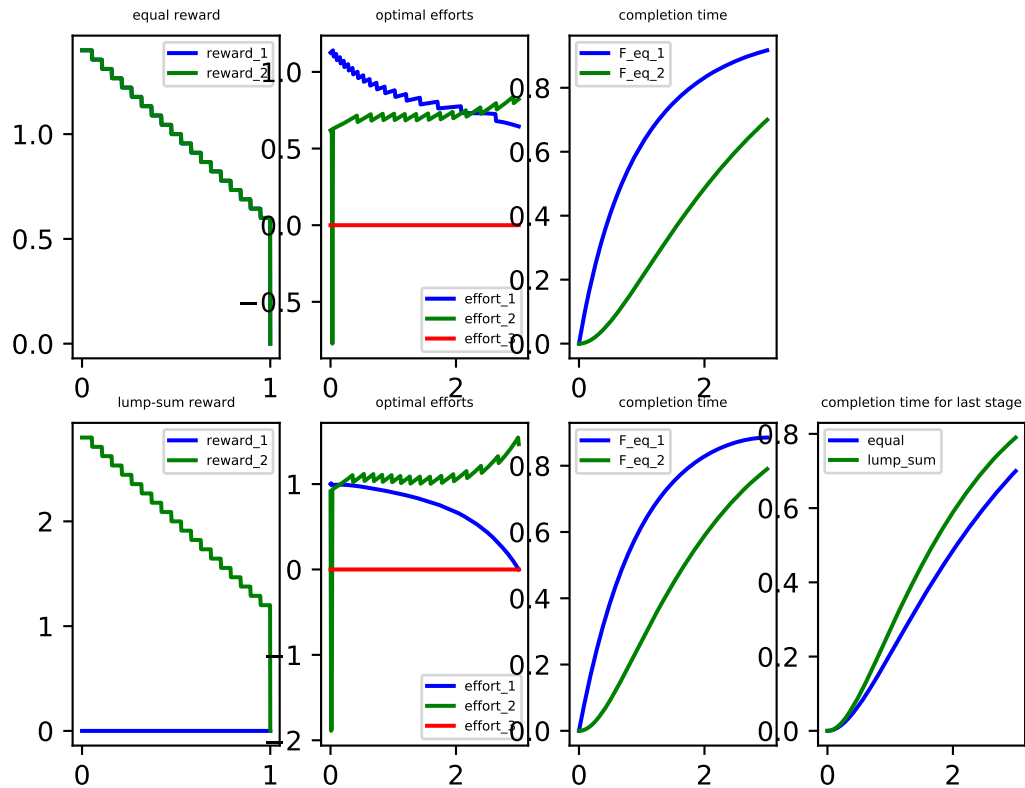 equal reward
optimal efforts
completion time
reward_1
reward_2
1.0
0.5
0.0
0
1
effort_1
effort_2
effort_3
1.0
0.5
0.0
−0.5
0
2
F_eq_1
F_eq_2
0.8
0.6
0.4
0.2
0.0
0
2
lump-sum reward
optimal efforts
completion time
completion time for last stage
reward_1
reward_2
2
1
0
0
1
effort_1
effort_2
effort_3
1
0
−1
−2
0
2
F_eq_1
F_eq_2
0.8
0.6
0.4
0.2
0.0
0
2
equal
lump_sum
0.8
0.6
0.4
0.2
0.0
0
2